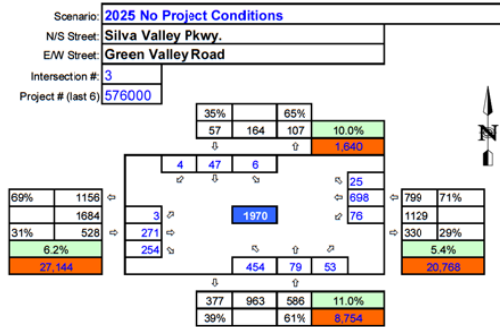 Scenario: 2025 No Project Conditions
N/S Street: Silva Valley Pkwy.
E/W Street: Green Valley Road
Intersection #: 3
Project # (last 6) 576000
35% 65%
57 164 107 10.0%
1,640
N
4 47 6
25
69% 1156 698 799 71%
1684 3 1970 76 1129
31% 528 271 330 29%
6.2% 254 5.4%
27,144 454 79 53 20,768
377 963 586 11.0%
39% 61% 8,754